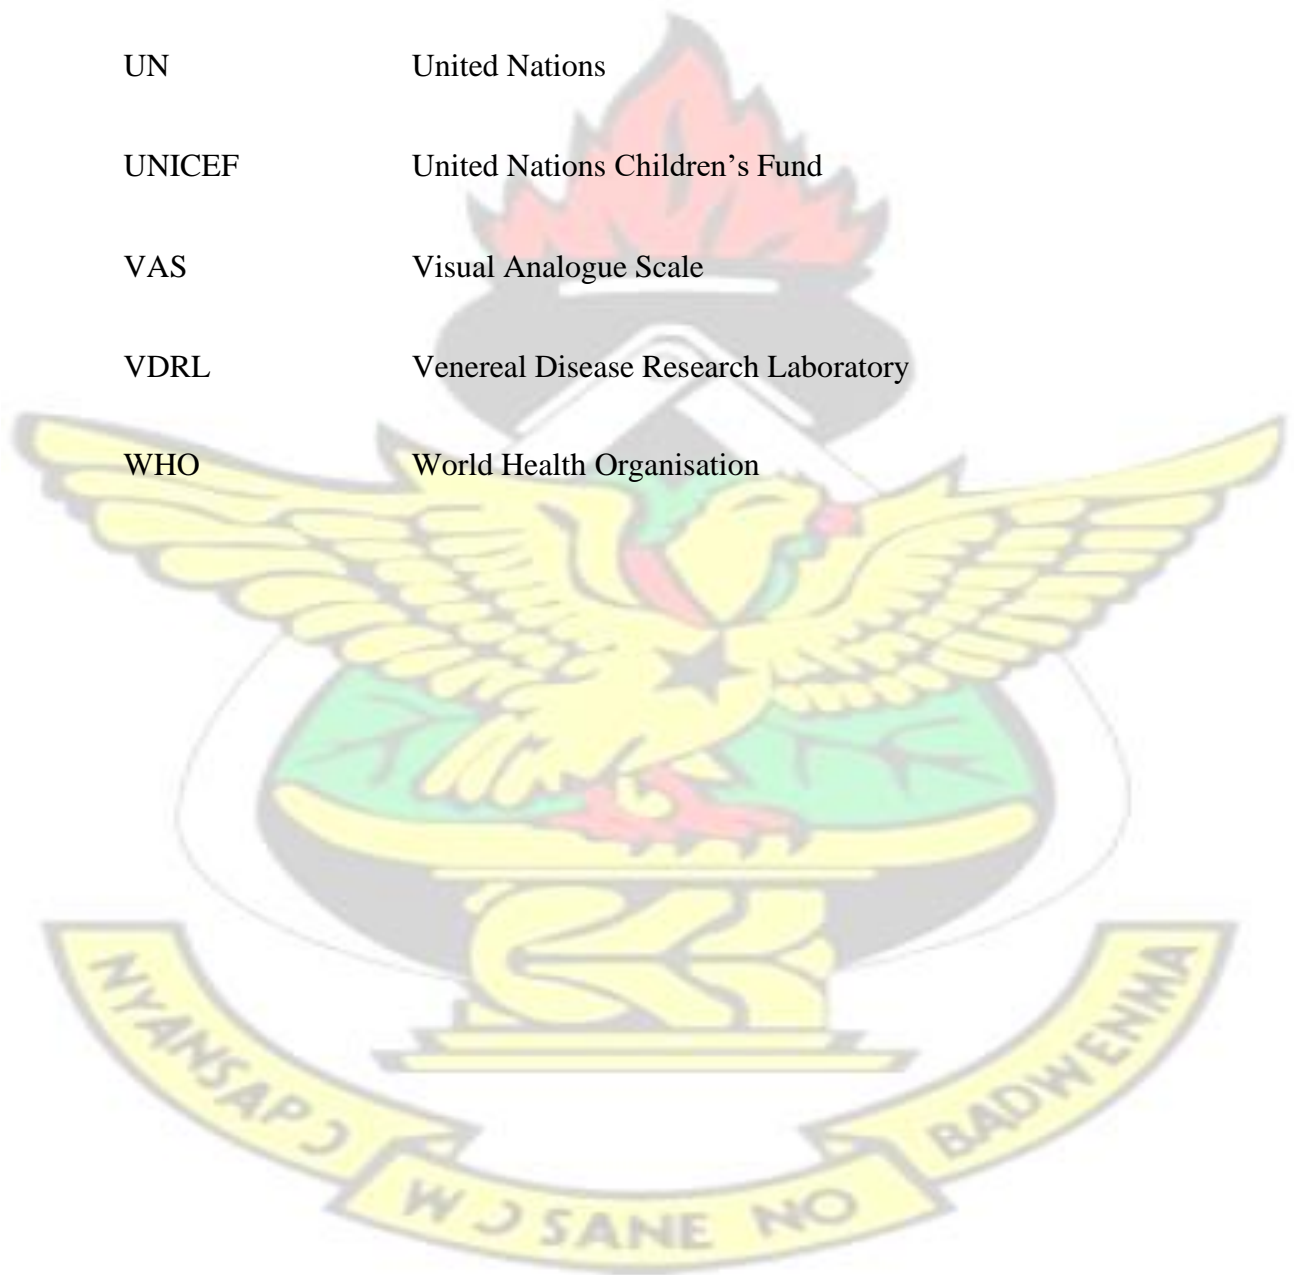 UN United Nations
UNICEF United Nations Children’s Fund
VAS Visual Analogue Scale
VDRL Venereal Disease Research Laboratory
WHO World Health Organisation
NYANSAPƆ
WƆ SANE NO
BADWENMA